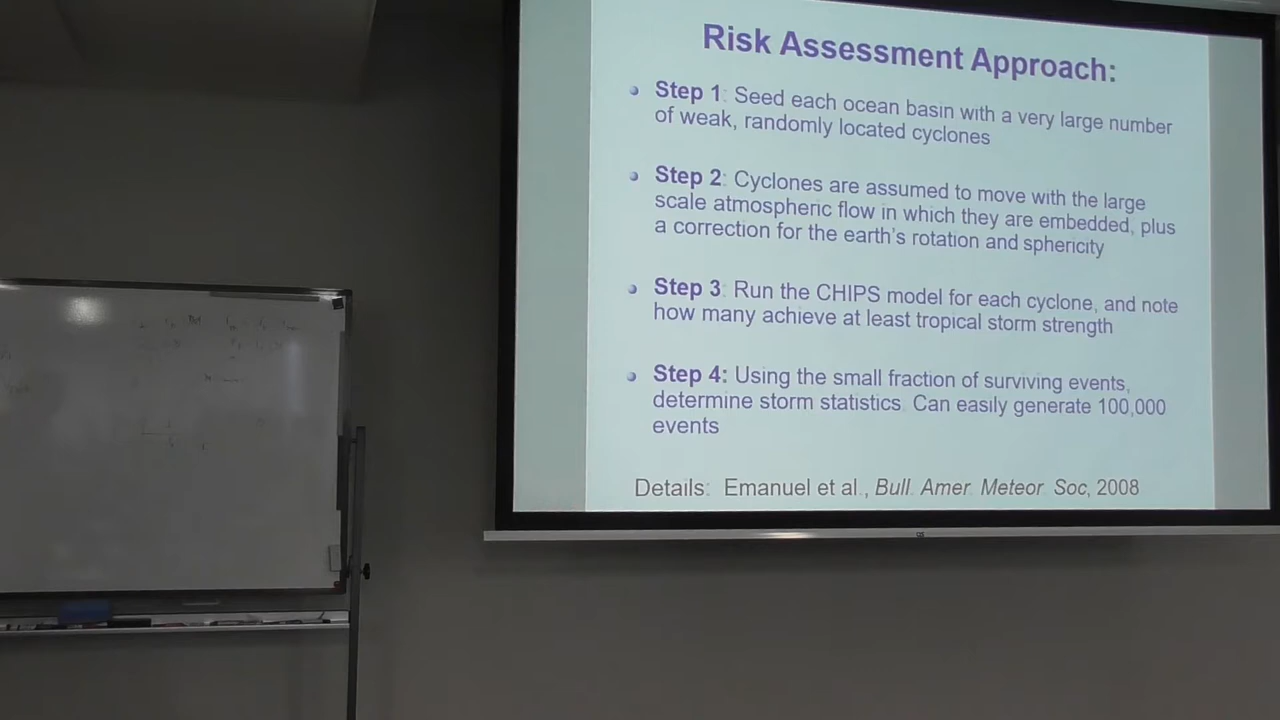 Risk Assessment Approach:
Step 1: Seed each ocean basin with a very large number
of weak, randomly located cyclones
Step 2: Cyclones are assumed to move with the large
scale atmospheric flow in which they are embedded, plus
a correction for the earth's rotation and sphericity
Step 3: Run the CHIPS model for each cyclone, and note
how many achieve at least tropical storm strength
Step 4: Using the small fraction of surviving events,
determine storm statistics. Can easily generate 100,000
events
Details: Emanuel et al., Bull. Amer. Meteor. Soc, 2008